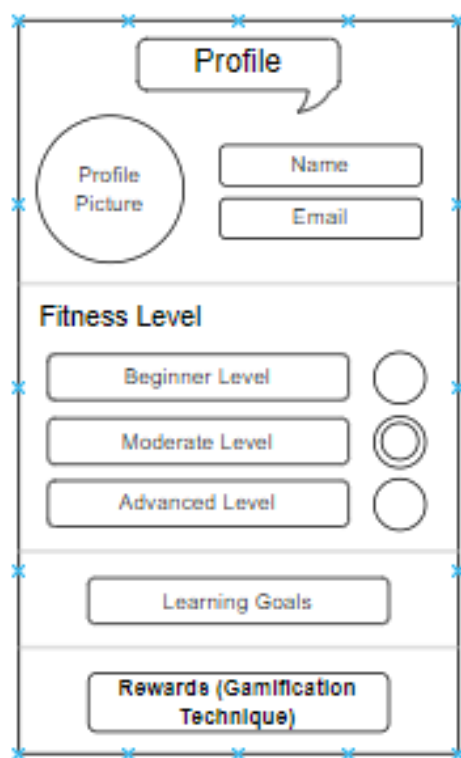 Profile
Profile
Picture
Name
Email
Fitness Level
Beginner Level
Moderate Level
Advanced Level
Learning Goals
Rewards (Gamification
Technique)